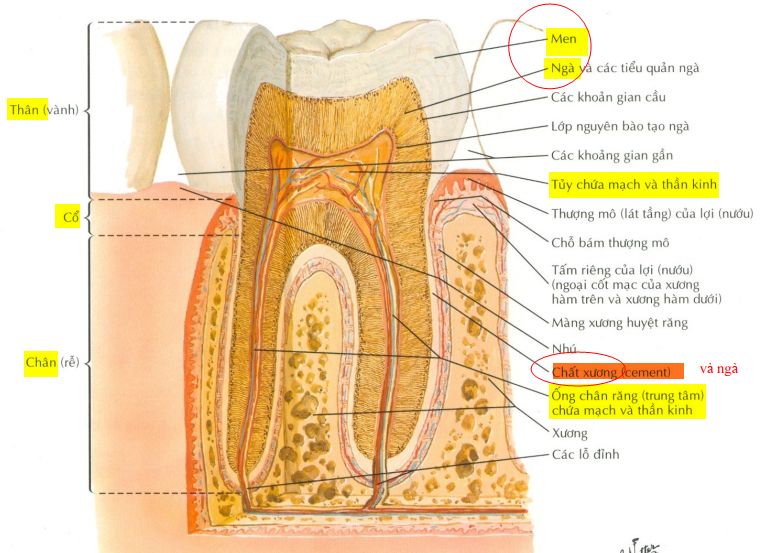 Men
Ngà và các tiểu quản ngà
Các khoản gian cầu
Lớp nguyên bào tạo ngà
Các khoảng gian gần
Tủy chứa mạch và thần kinh
Thượng mô (lát tầng) của lợi (nướu)
Chỗ bám thượng mô
Tấm riêng của lợi (nướu)
(ngoại cốt mạc của xương
hàm trên và xương hàm dưới)
Màng xương huyệt răng
Nhú
Chất xương (cement) và ngà
Ống chân răng (trung tâm)
chứa mạch và thần kinh
Xương
Các lỗ đỉnh
Thân (vành)
Cổ
Chân (rễ)